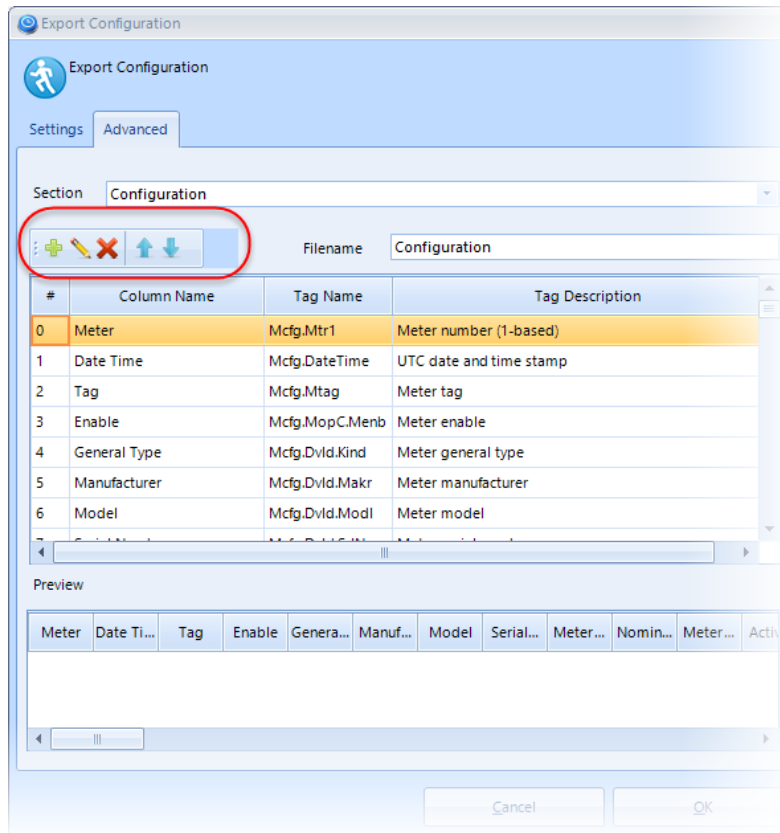 Export Configuration
Export Configuration
Settings Advanced
Section Configuration
Filename Configuration
# Column Name Tag Name Tag Description
0 Meter Mcfg.Mtr1 Meter number (1-based)
1 Date Time Mcfg.DateTime UTC date and time stamp
2 Tag Mcfg.Mtag Meter tag
3 Enable Mcfg.MopC.Menb Meter enable
4 General Type Mcfg.DvId.Kind Meter general type
5 Manufacturer Mcfg.DvId.Makr Meter manufacturer
6 Model Mcfg.DvId.Modl Meter model
Preview
Meter Date Ti... Tag Enable Genera... Manuf... Model Serial... Meter... Nomin... Meter... Activ
Cancel OK